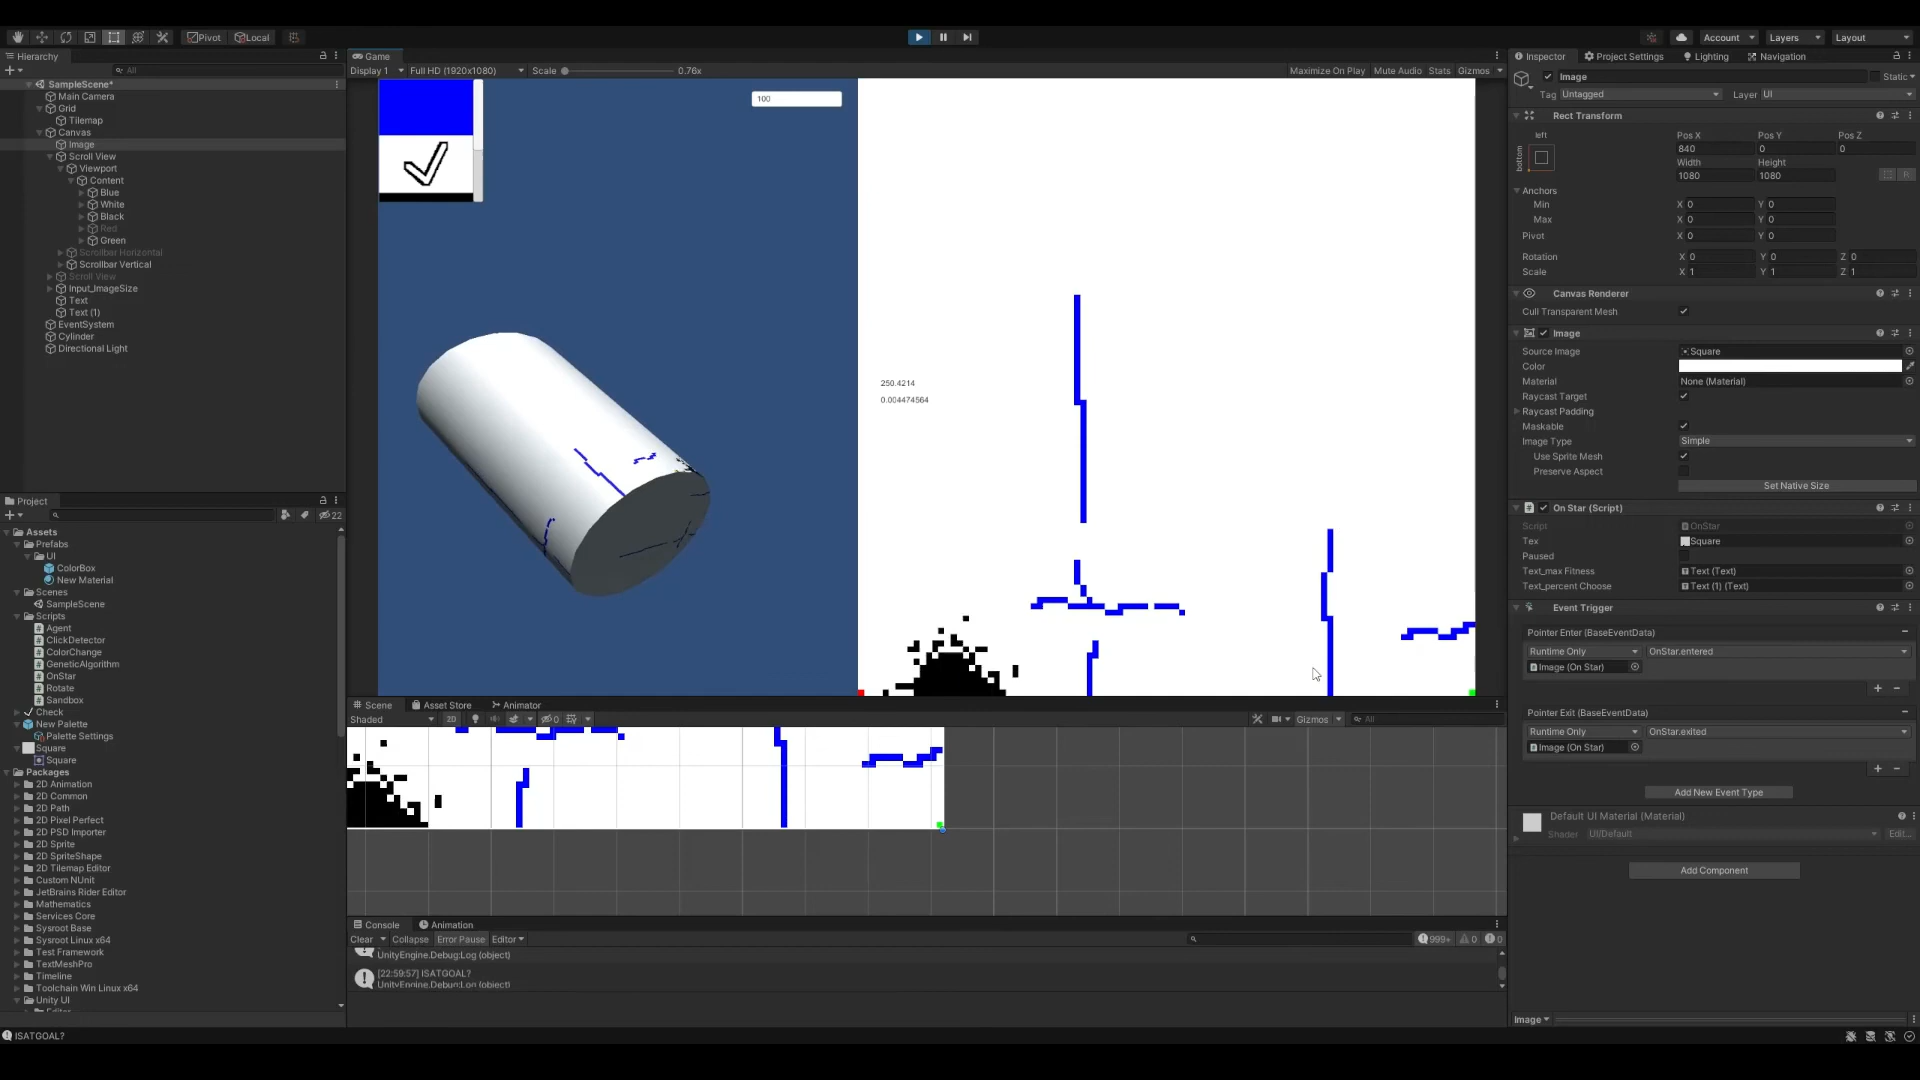 Pivot Local Account Layers Layout
Hierarchy
All
SampleScene*
Main Camera
Grid
Tilemap
Canvas
Image
Scroll View
Viewport
Content
Blue
White
Black
Red
Green
Scrollbar Horizontal
Scrollbar Vertical
Scroll View
Input_ImageSize
Text
Text (1)
EventSystem
Cylinder
Directional Light
Project
22
Assets
Prefabs
UI
ColorBox
New Material
Scenes
SampleScene
Scripts
Agent
ClickDetector
ColorChange
GeneticAlgorithm
OnStar
Rotate
Sandbox
Check
New Palette
Palette Settings
Square
Square
Packages
2D Animation
2D Common
2D Path
2D Pixel Perfect
2D PSD Importer
2D Sprite
2D SpriteShape
2D Tilemap Editor
Custom NUnit
JetBrains Rider Editor
Mathematics
Services Core
Sysroot Base
Sysroot Linux x64
Test Framework
TextMeshPro
Timeline
Toolchain Win Linux x64
Unity UI
Game
Display 1 Full HD (1920x1080) Scale 0.76x Maximize On Play Mute Audio Stats Gizmos
100
250.4214
0.004474564
Scene Asset Store Animator
Shaded 2D 0 Gizmos All
Console Animation
Clear Collapse Error Pause Editor 999+ 0 0
UnityEngine.Debug:Log (object)
[22:59:57] ISATGOAL?
UnityEngine.Debug:Log (object)
ISATGOAL?
Inspector Project Settings Lighting Navigation
Image Static
Tag Untagged Layer UI
Rect Transform
left Pos X Pos Y Pos Z
bottom 840 0 0
Width Height
1080 1080 R
Anchors
Min X 0 Y 0
Max X 0 Y 0
Pivot X 0 Y 0
Rotation X 0 Y 0 Z 0
Scale X 1 Y 1 Z 1
Canvas Renderer
Cull Transparent Mesh
Image
Source Image Square
Color
Material None (Material)
Raycast Target
Raycast Padding
Maskable
Image Type Simple
Use Sprite Mesh
Preserve Aspect
Set Native Size
On Star (Script)
Script OnStar
Tex Square
Paused
Text_max Fitness Text (Text)
Text_percent Choose Text (1) (Text)
Event Trigger
Pointer Enter (BaseEventData)
Runtime Only OnStar.entered
Image (On Star)
Pointer Exit (BaseEventData)
Runtime Only OnStar.exited
Image (On Star)
Add New Event Type
Default UI Material (Material)
Shader UI/Default Edit...
Add Component
Image